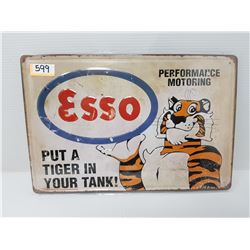 599
PERFORMANCE
MOTORING
Esso
PUT A
TIGER IN
YOUR TANK!